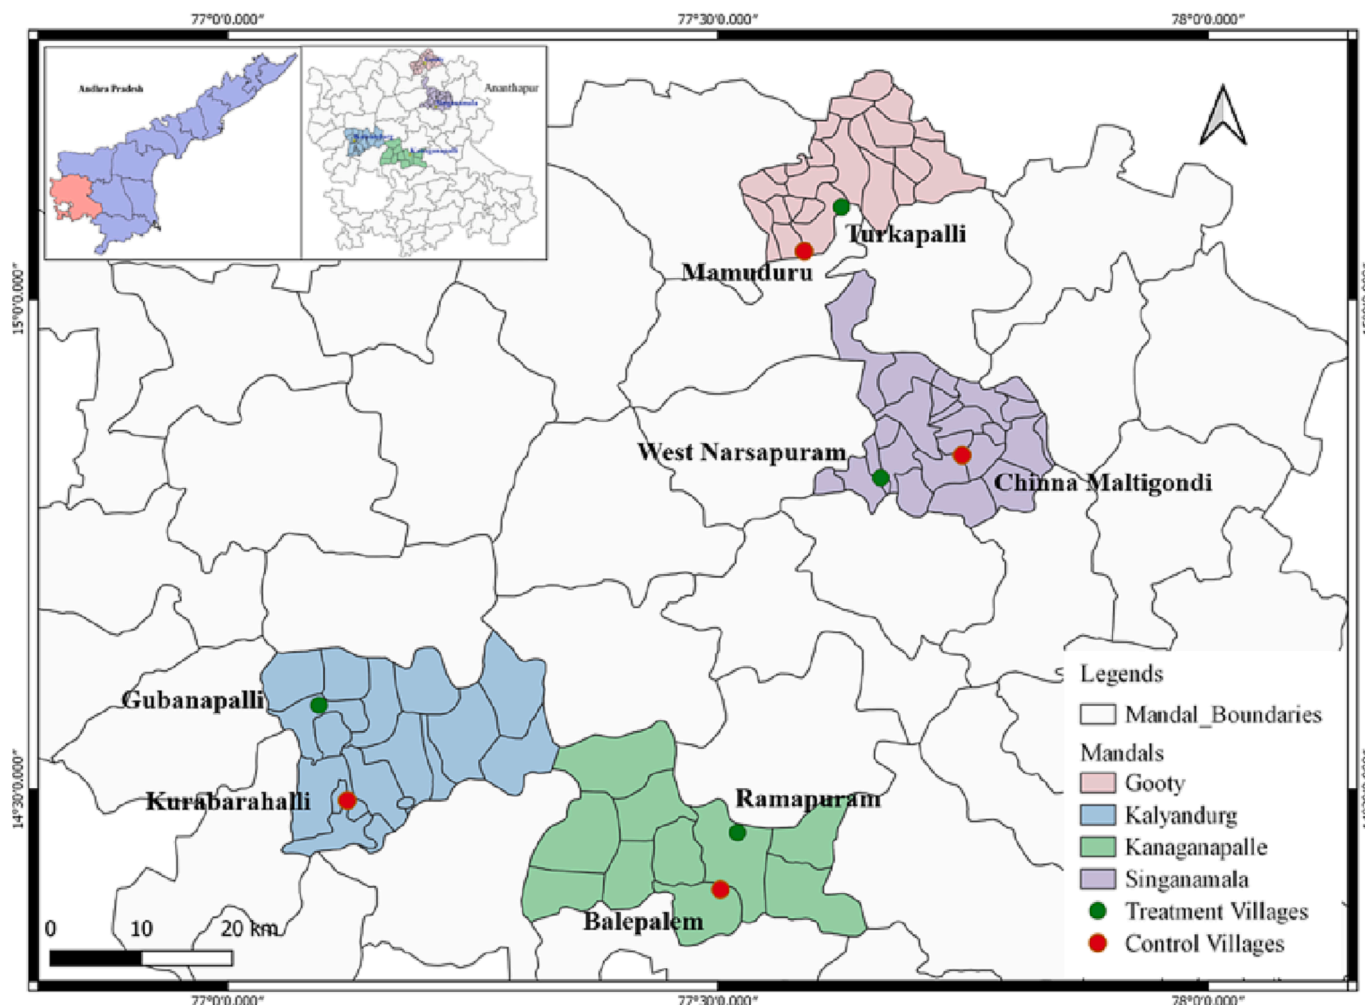 77°0'0.000″ 77°30'0.000″ 78°0'0.000″
Andhra Pradesh
Ananthapur
Turkapalli
Mamuduru
15°0'0.000″
West Narsapuram
Chinna Maltigondi
Gubanapalli
Kurabarahalli
Ramapuram
Balepalem
14°30'0.000″
Legends
Mandal_Boundaries
Mandals
Gooty
Kalyandurg
Kanaganapalle
Singanamala
Treatment Villages
Control Villages
0 10 20 km
77°0'0.000″ 77°30'0.000″ 78°0'0.000″